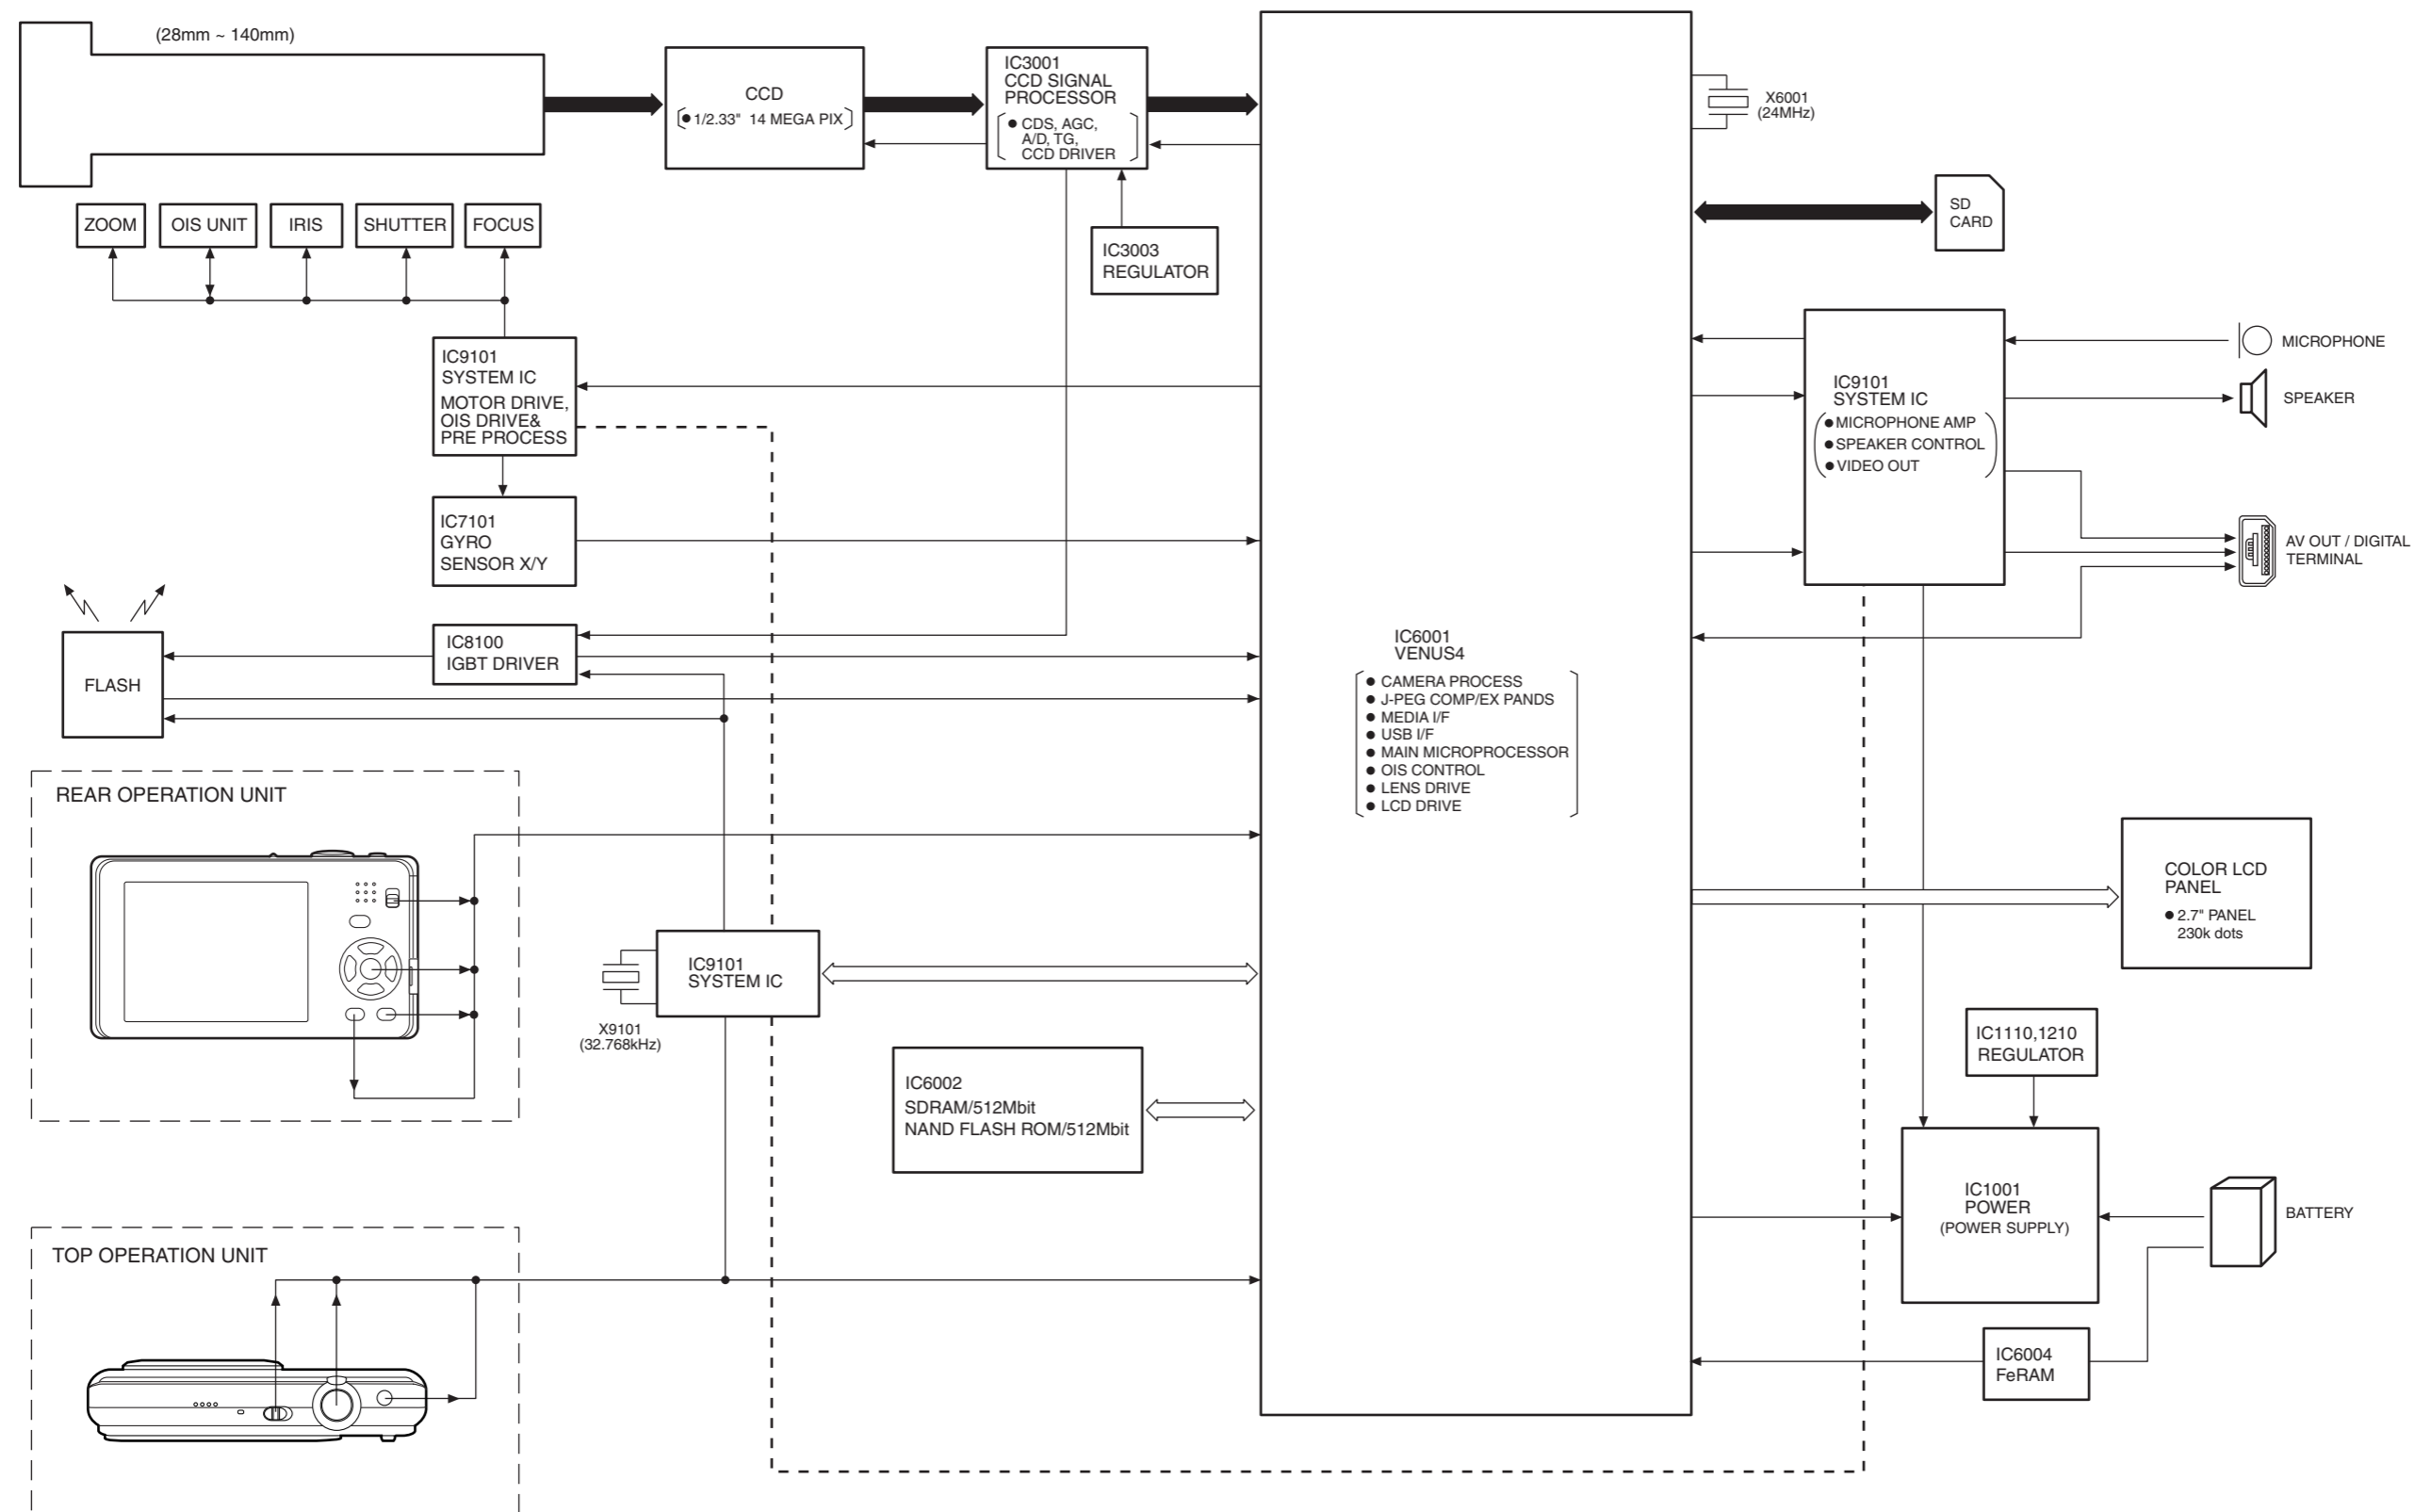 (28mm ~ 140mm)
CCD
● 1/2.33" 14 MEGA PIX
IC3001
CCD SIGNAL
PROCESSOR
● CDS, AGC,
A/D, TG,
CCD DRIVER
X6001
(24MHz)
SD
CARD
ZOOM
OIS UNIT
IRIS
SHUTTER
FOCUS
IC3003
REGULATOR
IC9101
SYSTEM IC
MOTOR DRIVE,
OIS DRIVE&
PRE PROCESS
IC9101
SYSTEM IC
● MICROPHONE AMP
● SPEAKER CONTROL
● VIDEO OUT
MICROPHONE
SPEAKER
AV OUT / DIGITAL
TERMINAL
IC7101
GYRO
SENSOR X/Y
IC8100
IGBT DRIVER
FLASH
IC6001
VENUS4
● CAMERA PROCESS
● J-PEG COMP/EX PANDS
● MEDIA I/F
● USB I/F
● MAIN MICROPROCESSOR
● OIS CONTROL
● LENS DRIVE
● LCD DRIVE
REAR OPERATION UNIT
COLOR LCD
PANEL
● 2.7" PANEL
230k dots
IC9101
SYSTEM IC
X9101
(32.768kHz)
IC1110,1210
REGULATOR
IC6002
SDRAM/512Mbit
NAND FLASH ROM/512Mbit
IC1001
POWER
(POWER SUPPLY)
BATTERY
TOP OPERATION UNIT
IC6004
FeRAM